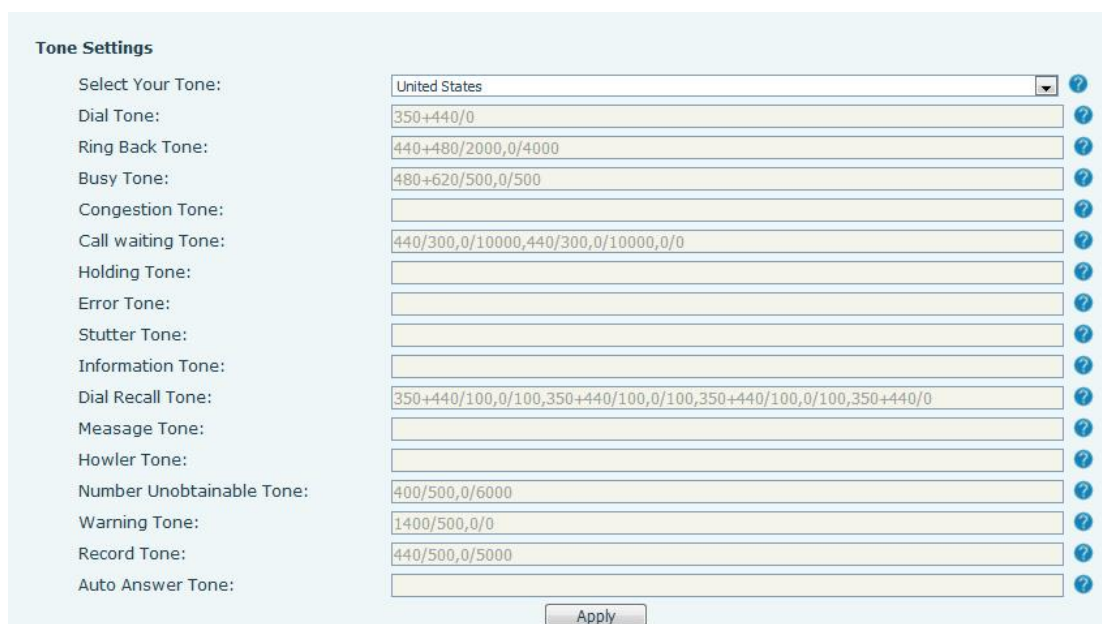 Tone Settings
Select Your Tone: United States
Dial Tone: 350+440/0
Ring Back Tone: 440+480/2000,0/4000
Busy Tone: 480+620/500,0/500
Congestion Tone:
Call waiting Tone: 440/300,0/10000,440/300,0/10000,0/0
Holding Tone:
Error Tone:
Stutter Tone:
Information Tone:
Dial Recall Tone: 350+440/100,0/100,350+440/100,0/100,350+440/100,0/100,350+440/0
Message Tone:
Howler Tone:
Number Unobtainable Tone: 400/500,0/6000
Warning Tone: 1400/500,0/0
Record Tone: 440/500,0/5000
Auto Answer Tone:
Apply